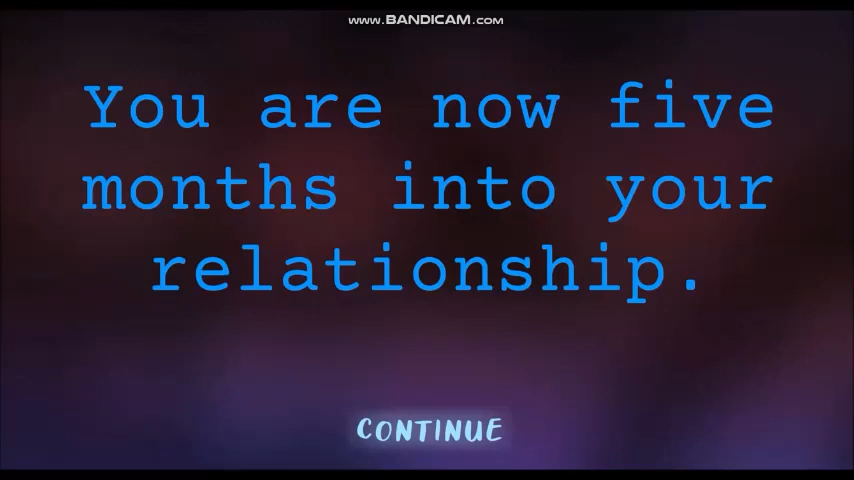 www.BANDICAM.com
You are now five
months into your
relationship.
CONTINUE